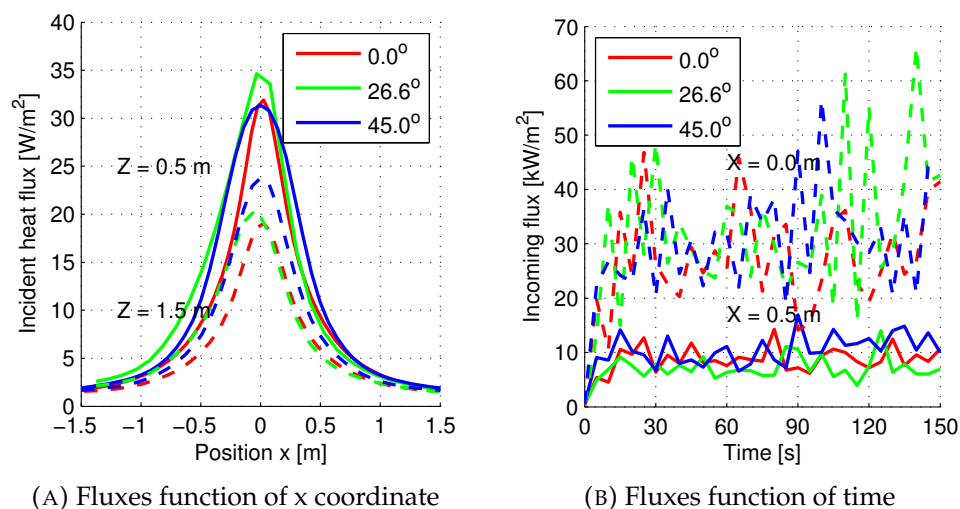 40
35
30
25
20
15
10
5
0
Incident heat flux [W/m²]
0.0°
26.6°
45.0°
Z = 0.5 m
Z = 1.5 m
−1.5 −1 −0.5 0 0.5 1 1.5
Position x [m]
(A) Fluxes function of x coordinate
70
60
50
40
30
20
10
0
Incoming flux [kW/m²]
0.0°
26.6°
45.0°
X = 0.0 m
X = 0.5 m
0 30 60 90 120 150
Time [s]
(B) Fluxes function of time